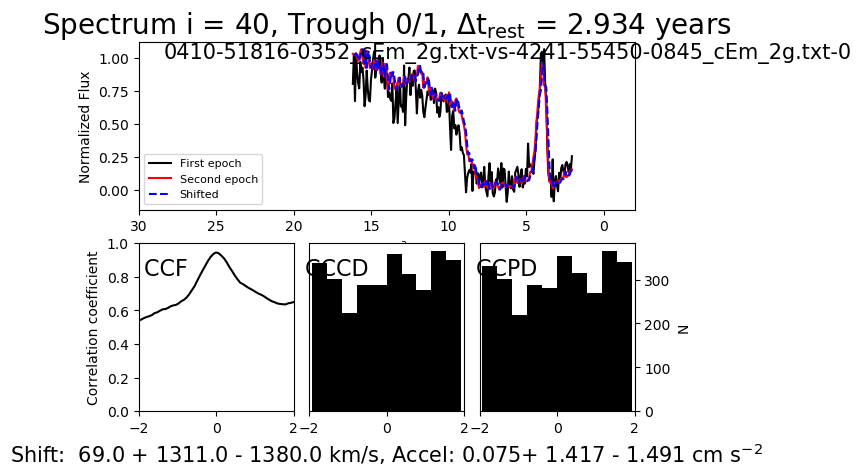 Spectrum i = 40, Trough 0/1, Δt_rest = 2.934 years
0410-51816-0352_cEm_2g.txt-vs-4241-55450-0845_cEm_2g.txt-0
Normalized Flux
1.00
0.75
0.50
0.25
0.00
First epoch
Second epoch
Shifted
30 25 20 15 10 5 0
Correlation coefficient
1.0
0.8
0.6
0.4
0.2
0.0
CCF
CCCD
CCPD
300
200
100
0
N
−2 0 2
−2 0 2
−2 0 2
Shift:  69.0 + 1311.0 - 1380.0 km/s, Accel: 0.075+ 1.417 - 1.491 cm s⁻²